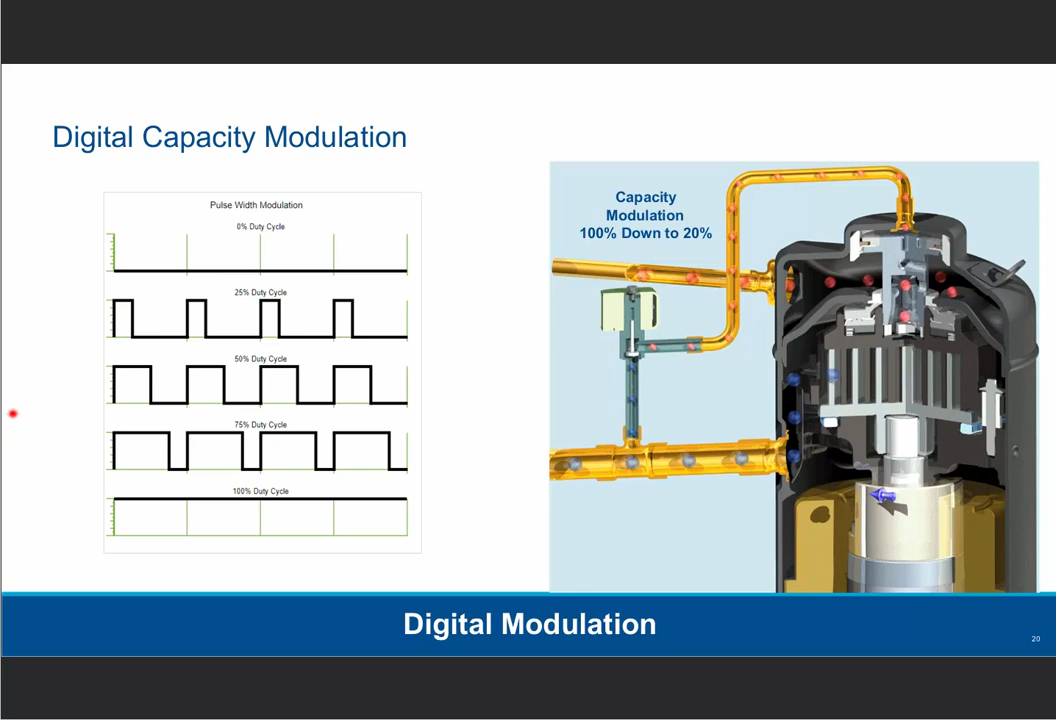 Digital Capacity Modulation
Pulse Width Modulation
0% Duty Cycle
25% Duty Cycle
50% Duty Cycle
75% Duty Cycle
100% Duty Cycle
Capacity
Modulation
100% Down to 20%
Digital Modulation
20